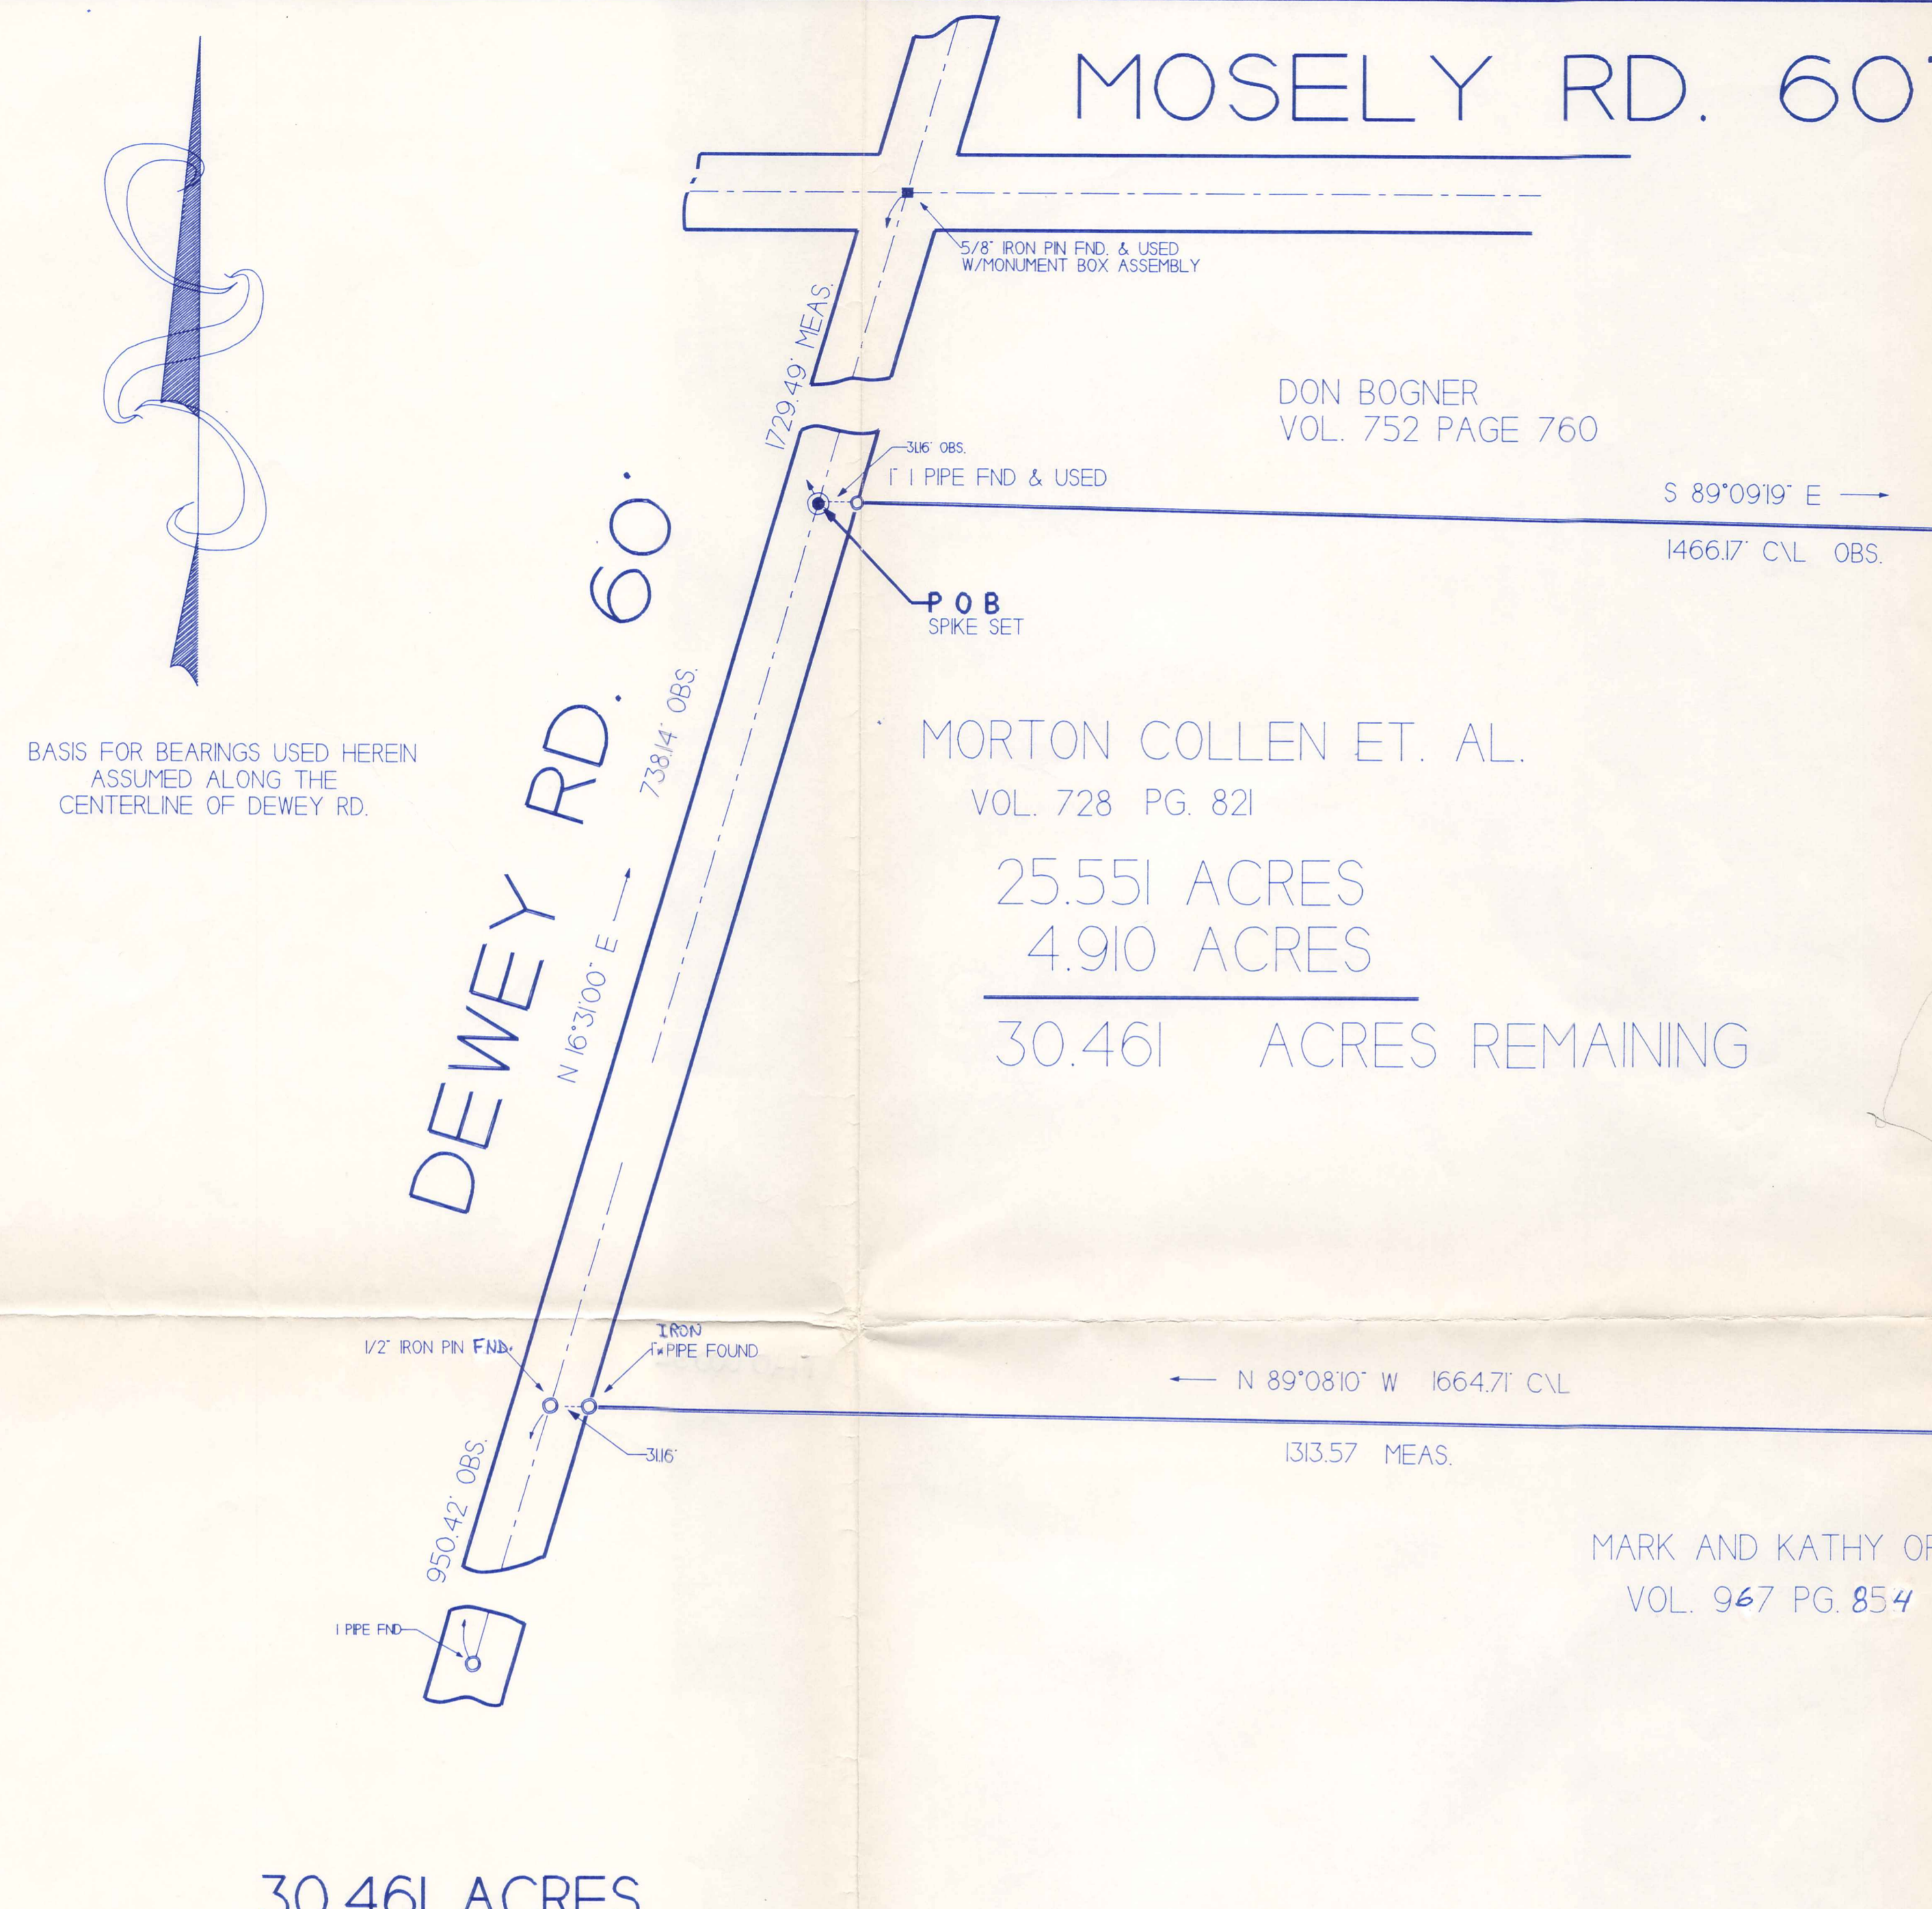 MOSELY RD. 60'
5/8" IRON PIN FND. & USED
W/MONUMENT BOX ASSEMBLY
1729.49' MEAS.
DON BOGNER
VOL. 752 PAGE 760
31.16' OBS.
1" I PIPE FND & USED
S 89°09'19" E
1466.17' C\L OBS.
POB
SPIKE SET
DEWEY RD. 60'
738.14' OBS.
N 16°31'00" E
BASIS FOR BEARINGS USED HEREIN
ASSUMED ALONG THE
CENTERLINE OF DEWEY RD.
MORTON COLLEN ET. AL.
VOL. 728 PG. 821
25.551 ACRES
4.910 ACRES
30.461 ACRES REMAINING
1/2" IRON PIN FND.
IRON
1" PIPE FOUND
N 89°08'10" W 1664.71' C\L
31.16'
1313.57 MEAS.
950.42' OBS.
MARK AND KATHY
VOL. 967 PG. 854
I PIPE FND
30.461 ACRES